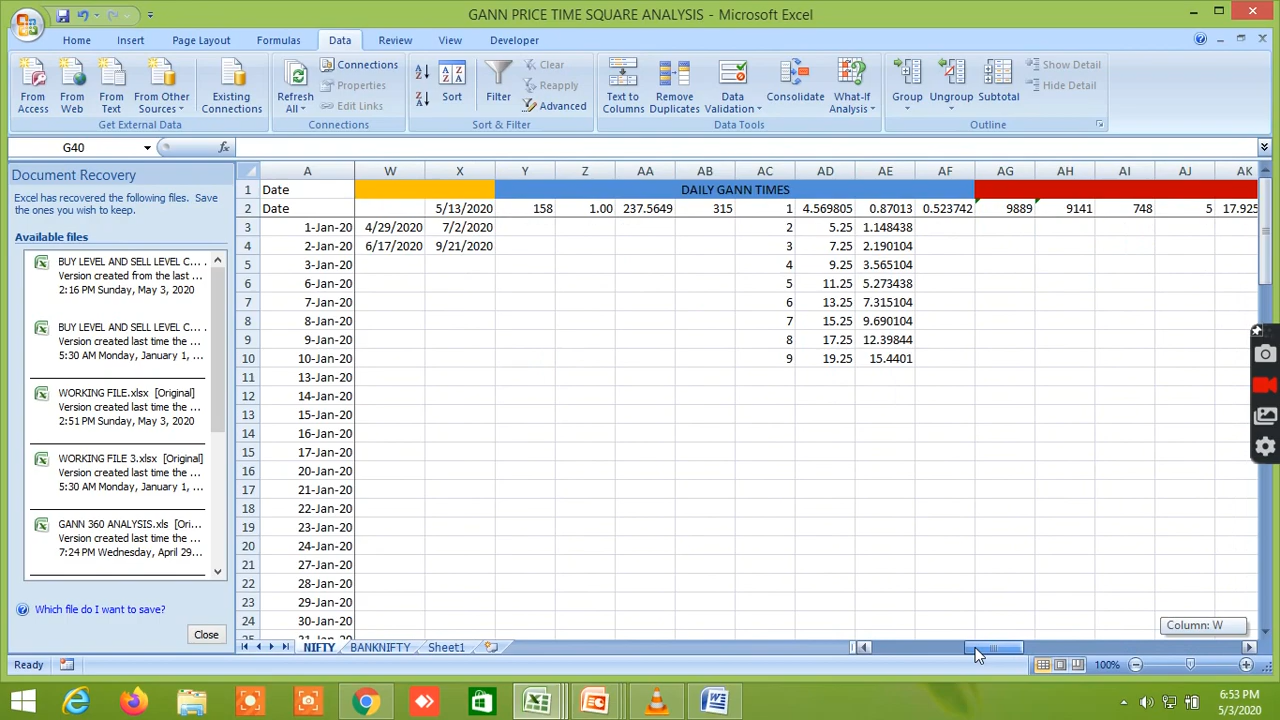 GANN PRICE TIME SQUARE ANALYSIS - Microsoft Excel
Home Insert Page Layout Formulas Data Review View Developer
From Access
From Web
From Text
From Other Sources
Existing Connections
Get External Data
Refresh All
Connections
Properties
Edit Links
Connections
Sort
Filter
Clear
Reapply
Advanced
Sort & Filter
Text to Columns
Remove Duplicates
Data Validation
Consolidate
What-If Analysis
Data Tools
Group
Ungroup
Subtotal
Show Detail
Hide Detail
Outline
G40 fx
Document Recovery
Excel has recovered the following files. Save
the ones you wish to keep.
Available files
BUY LEVEL AND SELL LEVEL C...
Version created from the last ...
2:16 PM Sunday, May 3, 2020
BUY LEVEL AND SELL LEVEL C...
Version created last time the ...
5:30 AM Monday, January 1, ...
WORKING FILE.xlsx [Original]
Version created last time the ...
2:51 PM Sunday, May 3, 2020
WORKING FILE 3.xlsx [Original]
Version created last time the ...
5:30 AM Monday, January 1, ...
GANN 360 ANALYSIS.xls [Ori...
Version created last time the ...
7:24 PM Wednesday, April 29...
Which file do I want to save?
Close
A W X Y Z AA AB AC AD AE AF AG AH AI AJ AK
1 Date DAILY GANN TIMES
2 Date 5/13/2020 158 1.00 237.5649 315 1 4.569805 0.87013 0.523742 9889 9141 748 5 17.925
3 1-Jan-20 4/29/2020 7/2/2020 2 5.25 1.148438
4 2-Jan-20 6/17/2020 9/21/2020 3 7.25 2.190104
5 3-Jan-20 4 9.25 3.565104
6 6-Jan-20 5 11.25 5.273438
7 7-Jan-20 6 13.25 7.315104
8 8-Jan-20 7 15.25 9.690104
9 9-Jan-20 8 17.25 12.39844
10 10-Jan-20 9 19.25 15.4401
11 13-Jan-20
12 14-Jan-20
13 15-Jan-20
14 16-Jan-20
15 17-Jan-20
16 20-Jan-20
17 21-Jan-20
18 22-Jan-20
19 23-Jan-20
20 24-Jan-20
21 27-Jan-20
22 28-Jan-20
23 29-Jan-20
24 30-Jan-20
25 31-Jan-20
Column: W
NIFTY BANKNIFTY Sheet1
Ready 100%
6:53 PM
5/3/2020